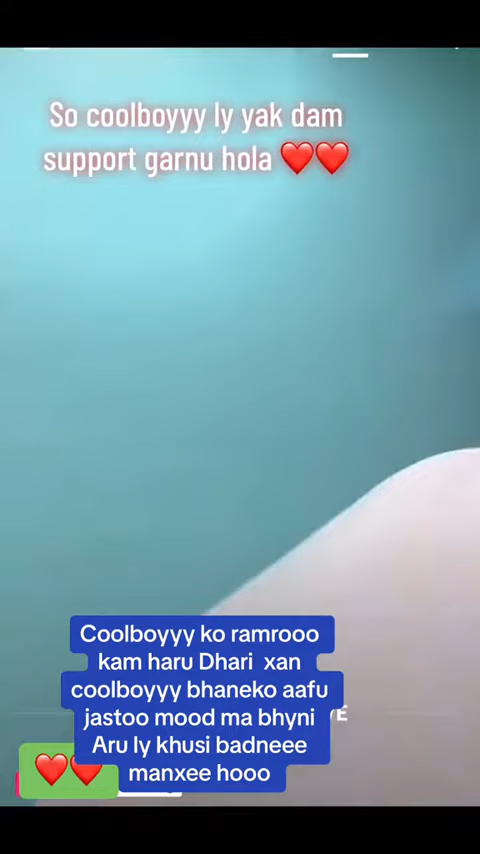 So coolboyyy ly yak dam
support garnu hola ❤️❤️
Coolboyyy ko ramrooo
kam haru Dhari xan
coolboyyy bhaneko aafu
jastoo mood ma bhyni
Aru ly khusi badneee
manxee hooo
❤️❤️